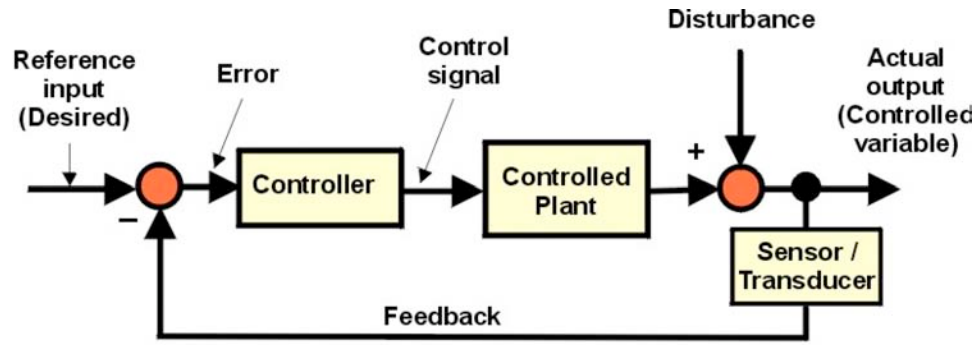 Disturbance
Reference
input
(Desired)
Error
Control
signal
Actual
output
(Controlled
variable)
+
Controller
Controlled
Plant
−
Sensor /
Transducer
Feedback